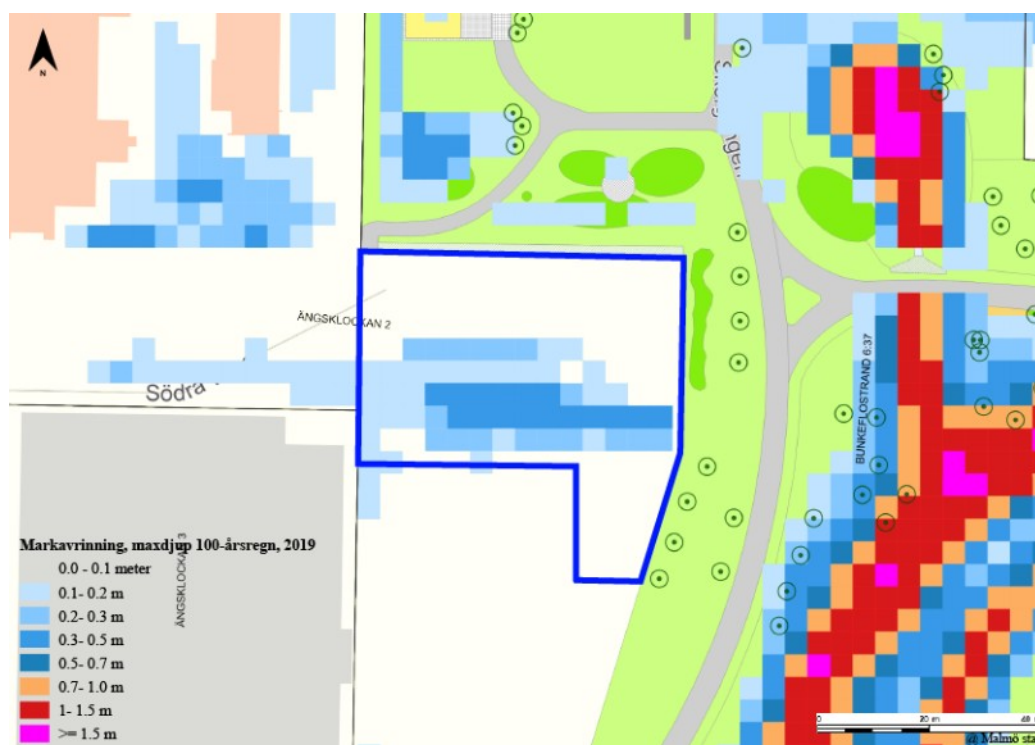 N
ÄNGSKLOCKAN 2
Södra
BUNKEFLOSTRAND 6:37
ÄNGSKLOCKAN 3
Markavrinning, maxdjup 100-årsregn, 2019
0.0 - 0.1 meter
0.1- 0.2 m
0.2- 0.3 m
0.3- 0.5 m
0.5- 0.7 m
0.7- 1.0 m
1- 1.5 m
>= 1.5 m
0 20 m 40
@ Malmö sta